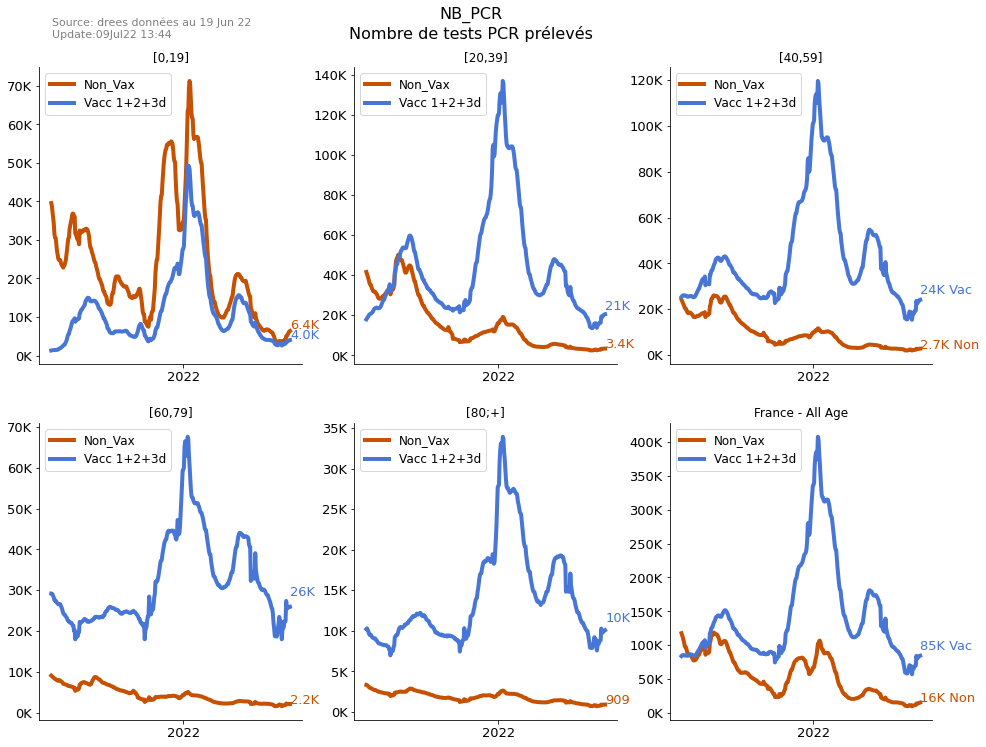 NB_PCR
Nombre de tests PCR prélevés
Source: drees données au 19 Jun 22
Update:09Jul22 13:44
[0,19]
Non_Vax
Vacc 1+2+3d
70K
60K
50K
40K
30K
20K
10K
0K
6.4K
4.0K
2022
[20,39]
Non_Vax
Vacc 1+2+3d
140K
120K
100K
80K
60K
40K
20K
0K
21K
3.4K
2022
[40,59]
Non_Vax
Vacc 1+2+3d
120K
100K
80K
60K
40K
20K
0K
24K Vac
2.7K Non
2022
[60,79]
Non_Vax
Vacc 1+2+3d
70K
60K
50K
40K
30K
20K
10K
0K
26K
2.2K
2022
[80;+]
Non_Vax
Vacc 1+2+3d
35K
30K
25K
20K
15K
10K
5K
0K
10K
909
2022
France - All Age
Non_Vax
Vacc 1+2+3d
400K
350K
300K
250K
200K
150K
100K
50K
0K
85K Vac
16K Non
2022